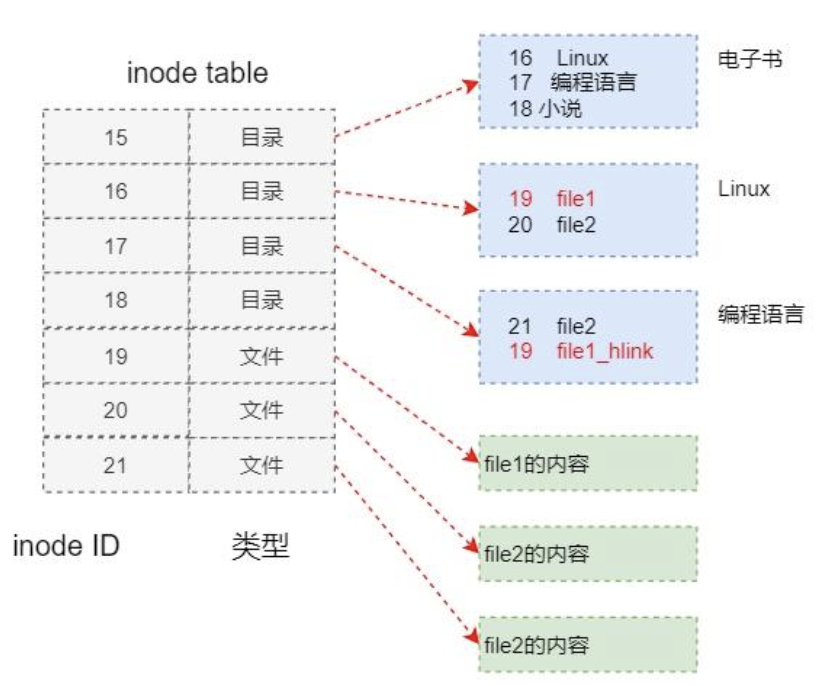 inode table
15 目录
16 目录
17 目录
18 目录
19 文件
20 文件
21 文件
inode ID 类型
16 Linux
17 编程语言
18 小说
电子书
19 file1
20 file2
Linux
21 file2
19 file1_hlink
编程语言
file1的内容
file2的内容
file2的内容